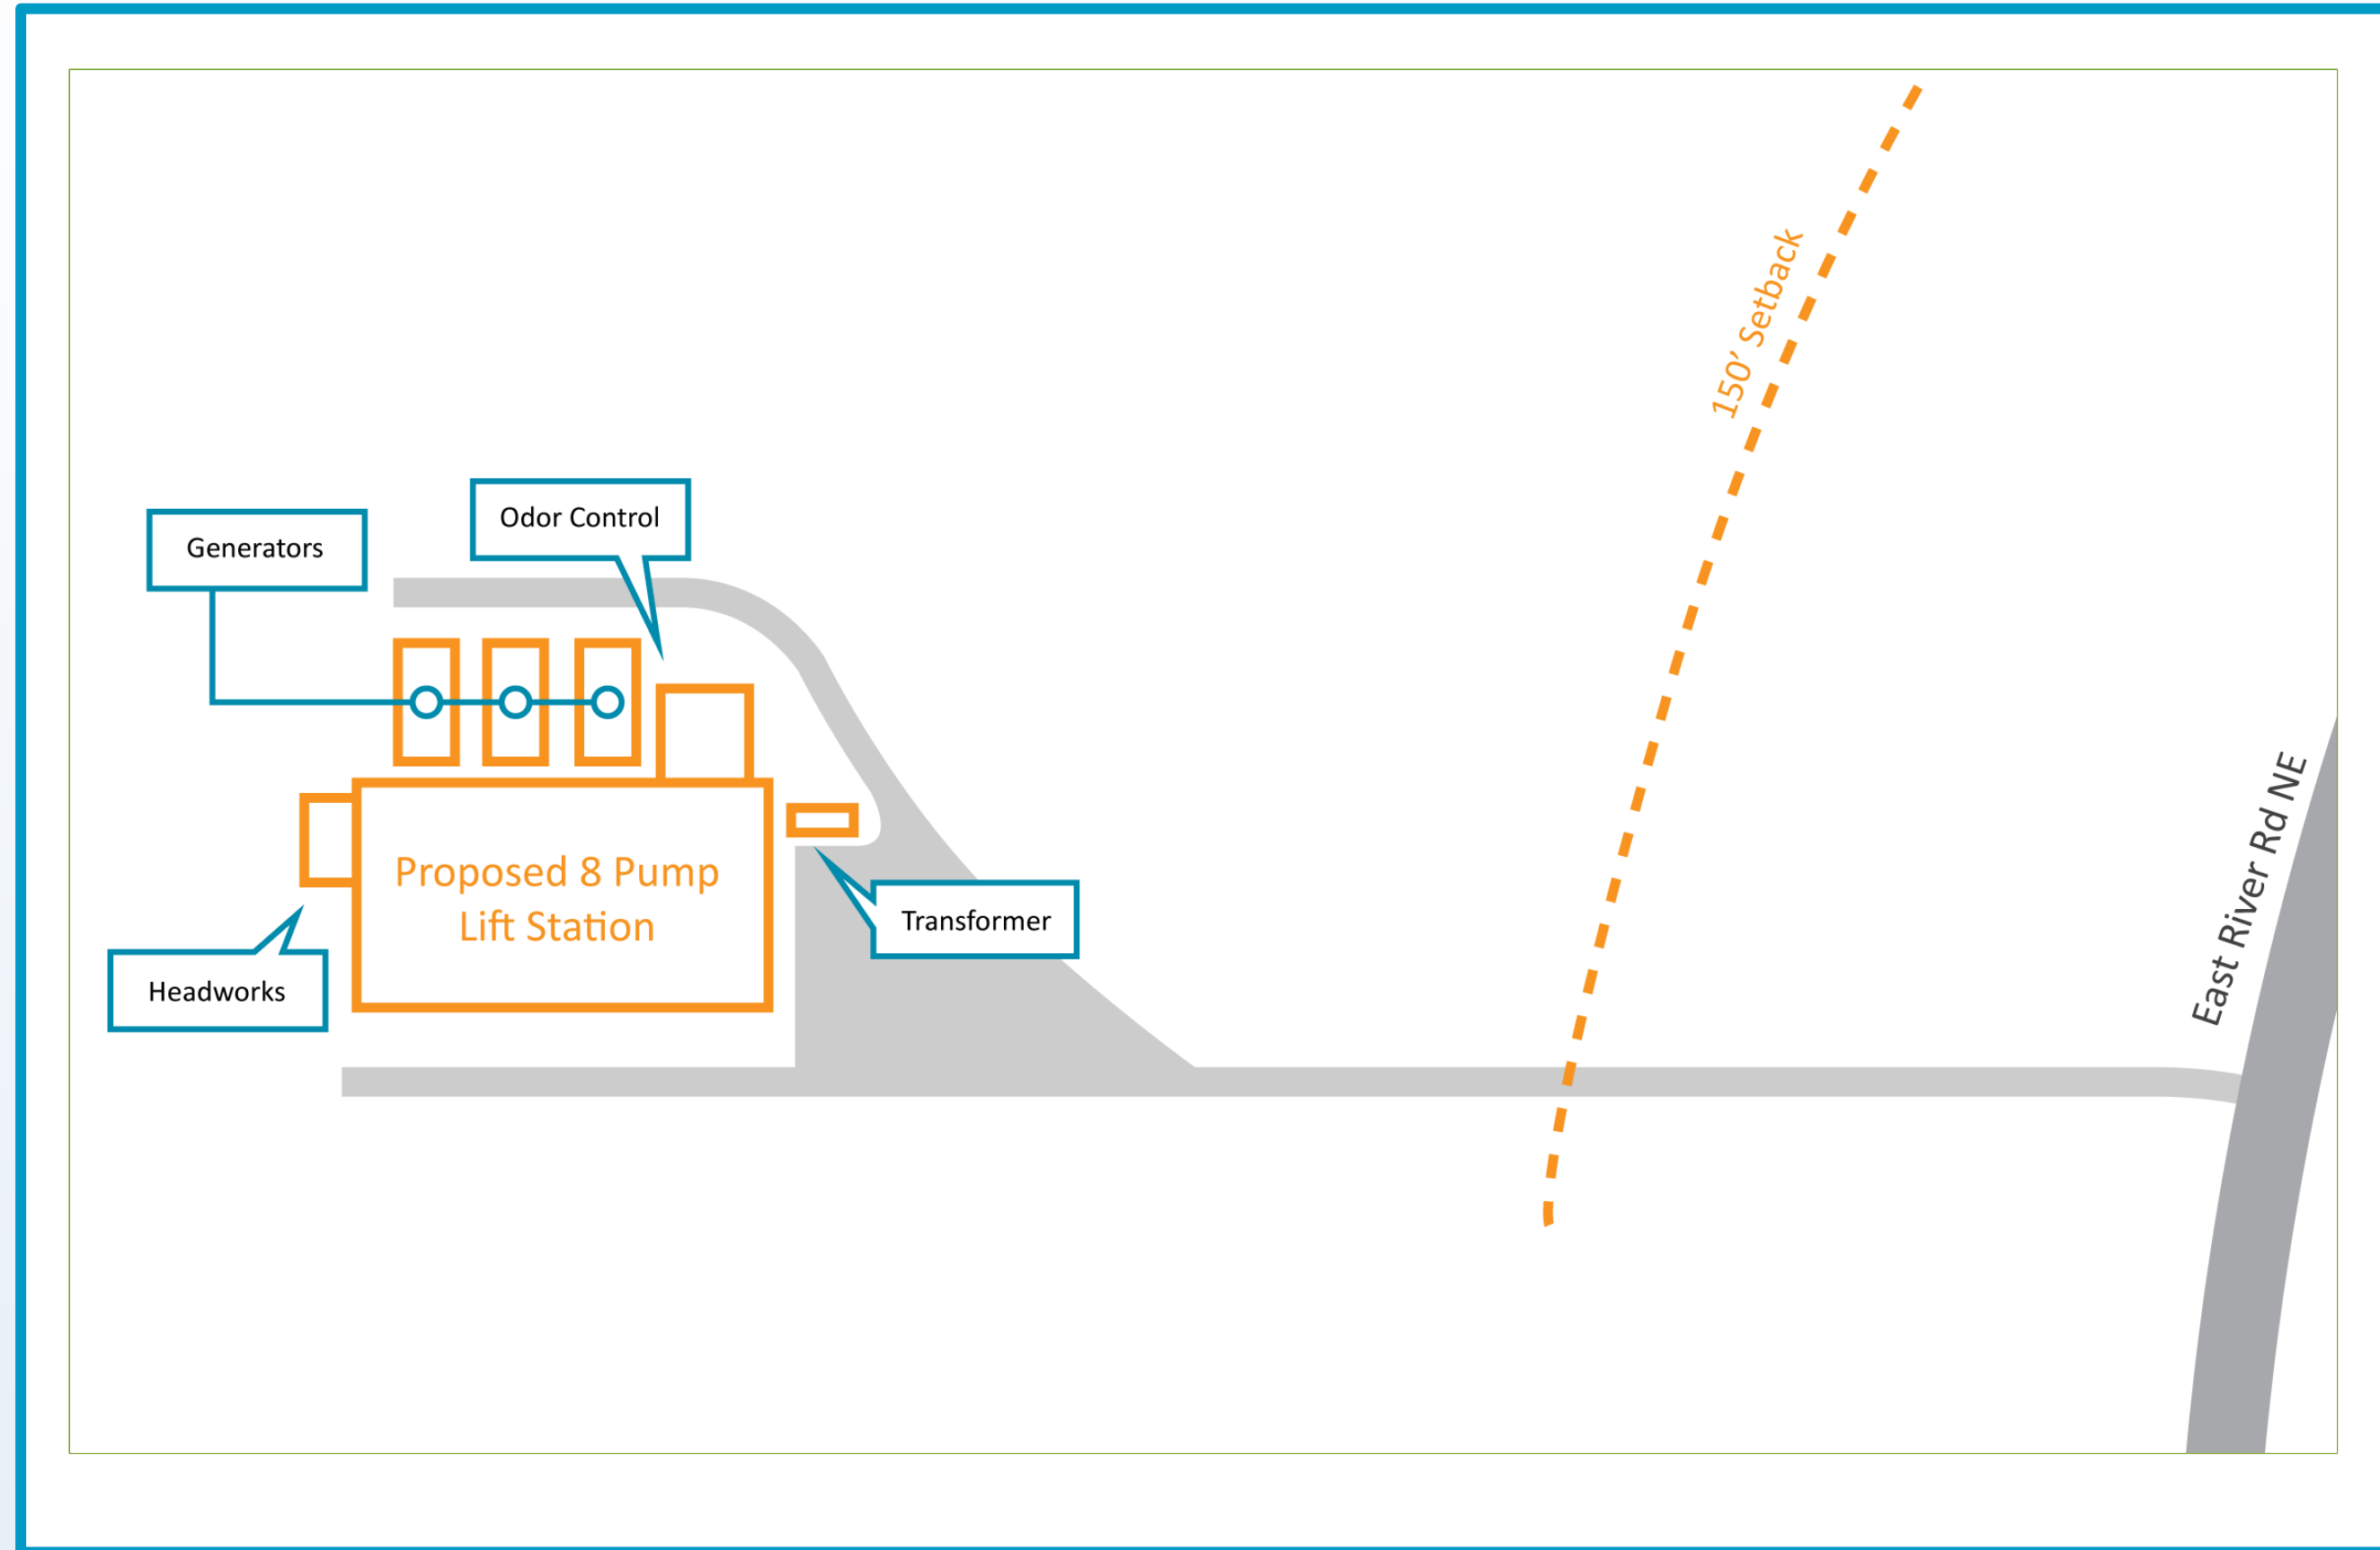 150’ Setback
Odor Control
Generators
East River Rd NE
Proposed 8 Pump
Lift Station
Transformer
Headworks